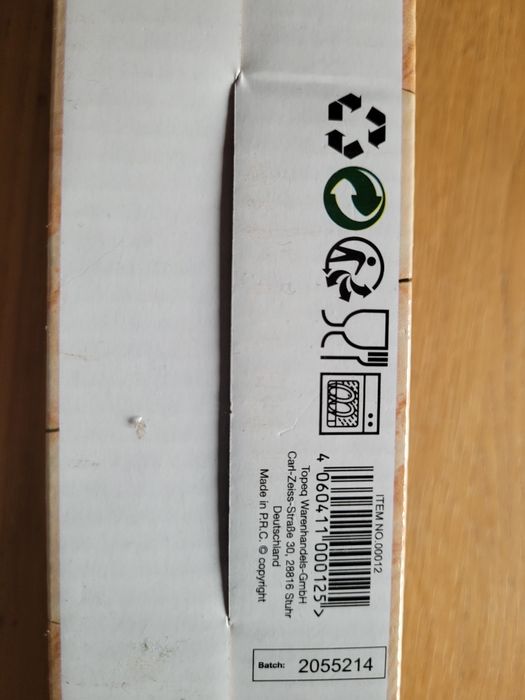 ITEM NO.00012
4 060411 000125 >
Topeq Warenhandels-GmbH
Carl-Zeiss-Straße 30, 28816 Stuhr
Deutschland
Made in P.R.C. © copyright
Batch: 2055214